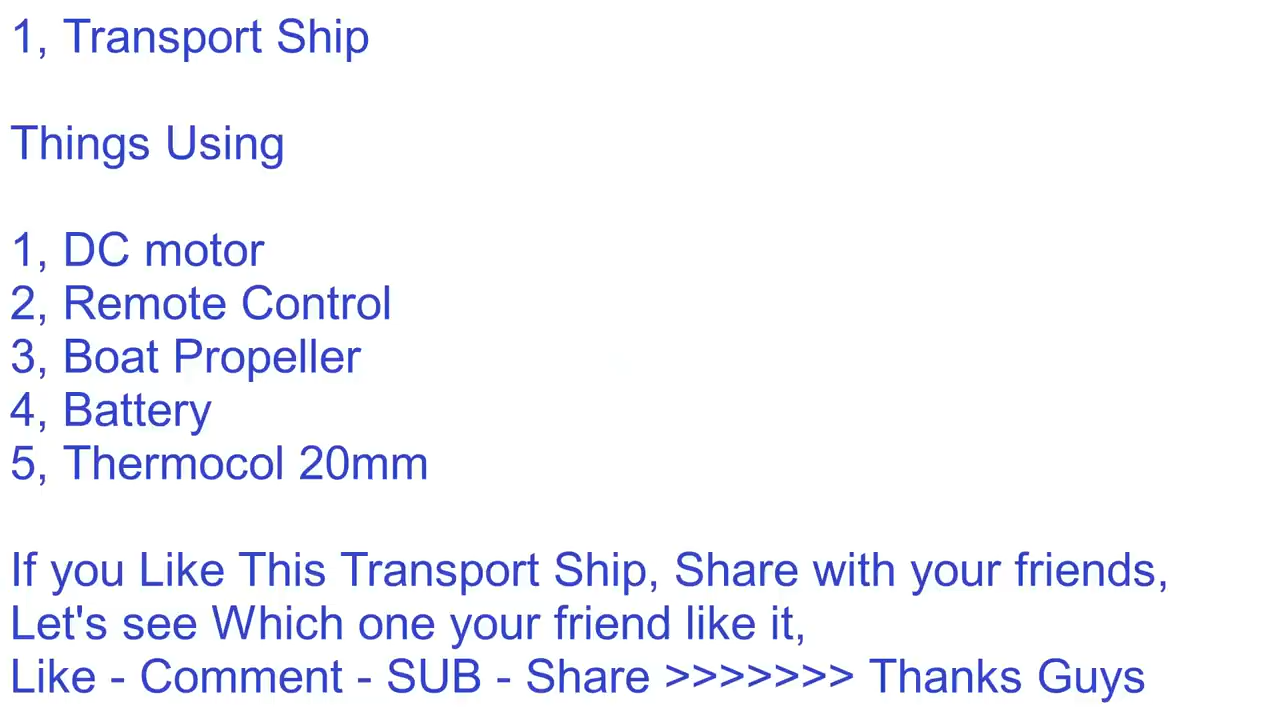 1, Transport Ship
Things Using
1, DC motor
2, Remote Control
3, Boat Propeller
4, Battery
5, Thermocol 20mm
If you Like This Transport Ship, Share with your friends,
Let's see Which one your friend like it,
Like - Comment - SUB - Share >>>>>>> Thanks Guys